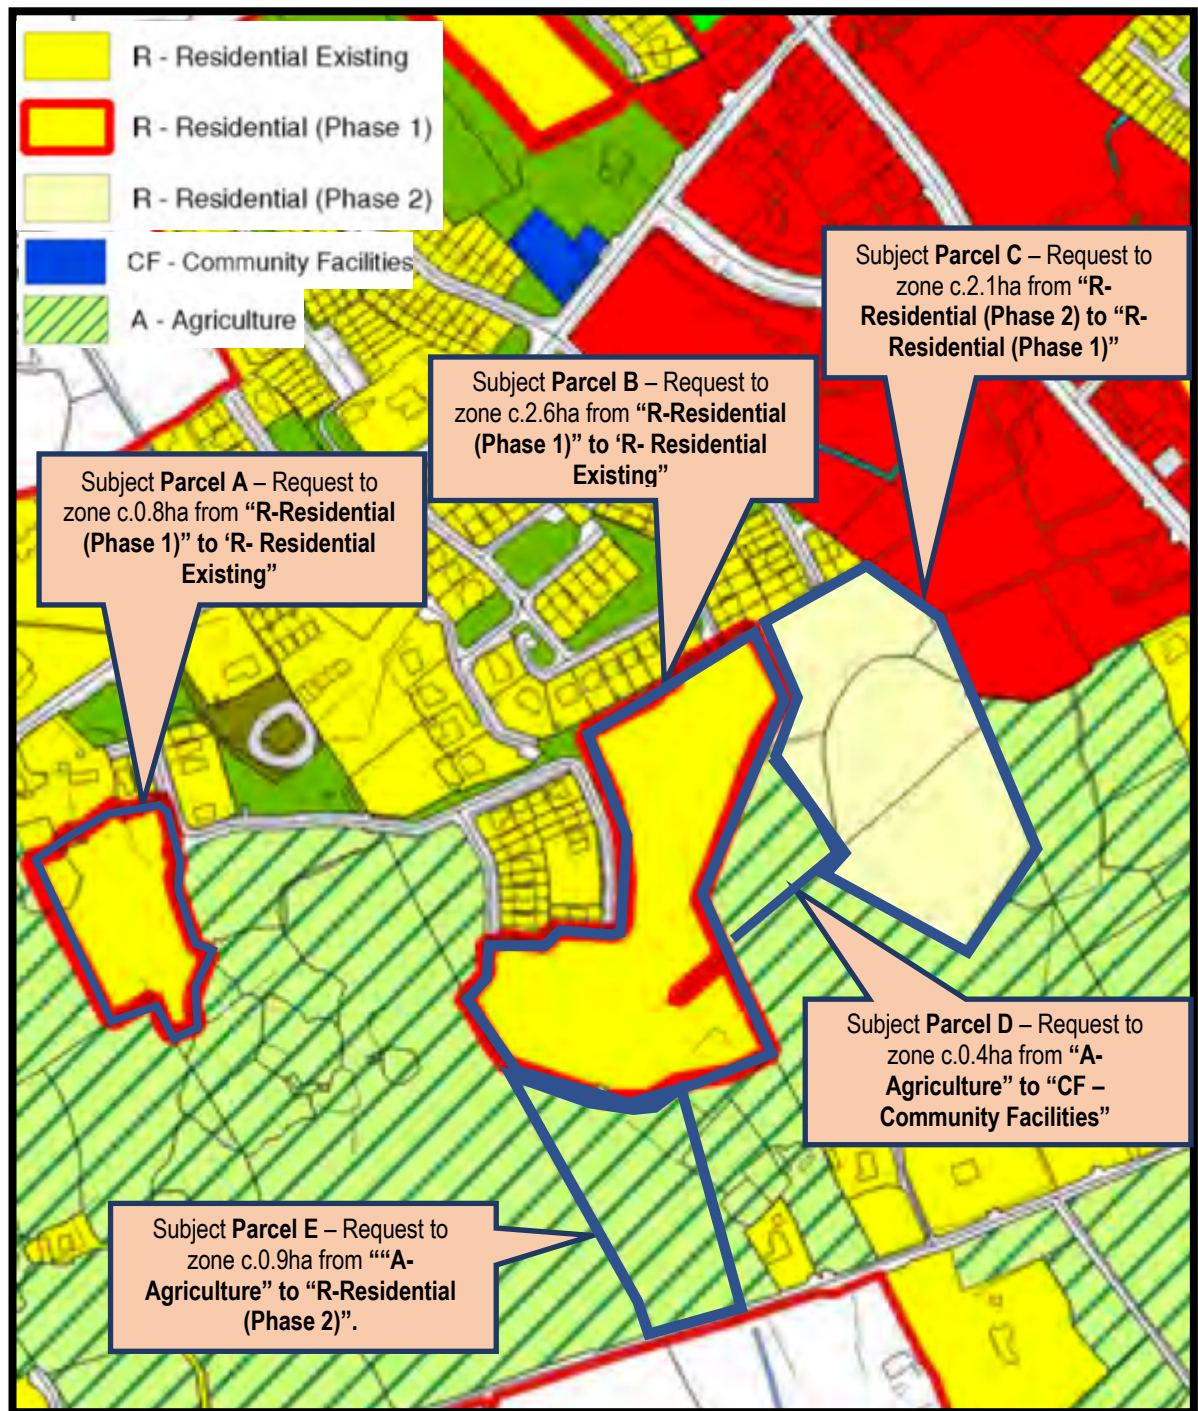 R - Residential Existing
R - Residential (Phase 1)
R - Residential (Phase 2)
CF - Community Facilities
A - Agriculture
Subject Parcel C – Request to
zone c.2.1ha from “R-
Residential (Phase 2) to “R-
Residential (Phase 1)”
Subject Parcel B – Request to
zone c.2.6ha from “R-Residential
(Phase 1)” to ‘R- Residential
Existing”
Subject Parcel A – Request to
zone c.0.8ha from “R-Residential
(Phase 1)” to ‘R- Residential
Existing”
Subject Parcel D – Request to
zone c.0.4ha from “A-
Agriculture” to “CF –
Community Facilities”
Subject Parcel E – Request to
zone c.0.9ha from ““A-
Agriculture” to “R-Residential
(Phase 2)”.